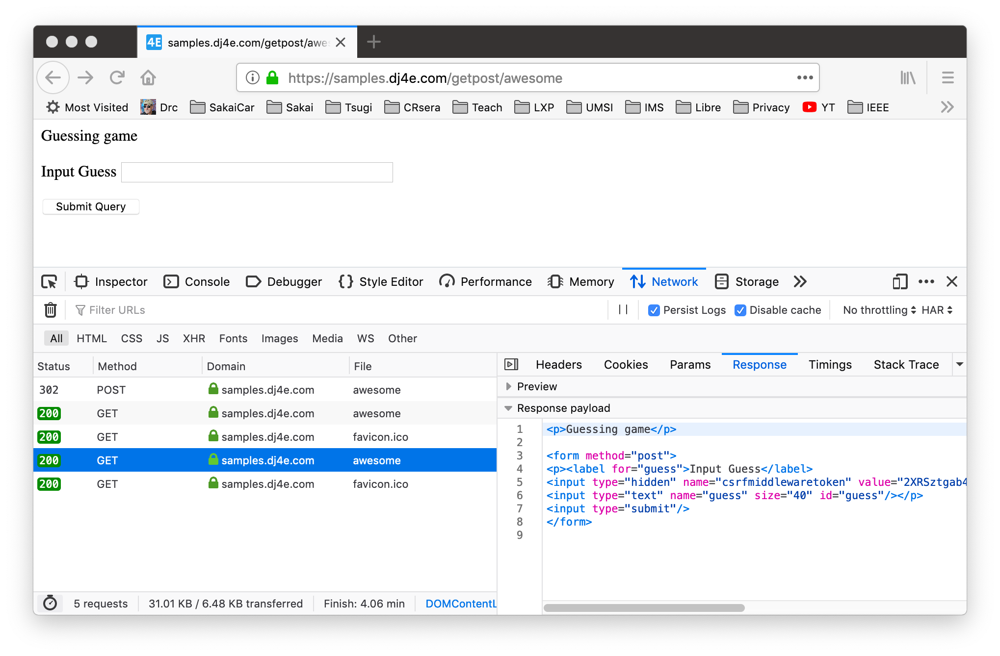 4E samples.dj4e.com/getpost/awe
https://samples.dj4e.com/getpost/awesome
Most Visited Drc SakaiCar Sakai Tsugi CRsera Teach LXP UMSI IMS Libre Privacy YT IEEE
Guessing game
Input Guess
Submit Query
Inspector Console Debugger {} Style Editor Performance Memory Network Storage
Filter URLs Persist Logs Disable cache No throttling HAR
All HTML CSS JS XHR Fonts Images Media WS Other
Status Method Domain File
302 POST samples.dj4e.com awesome
200 GET samples.dj4e.com awesome
200 GET samples.dj4e.com favicon.ico
200 GET samples.dj4e.com awesome
200 GET samples.dj4e.com favicon.ico
5 requests 31.01 KB / 6.48 KB transferred Finish: 4.06 min DOMContentL
Headers Cookies Params Response Timings Stack Trace
Preview
Response payload
1 <p>Guessing game</p>
2
3 <form method="post">
4 <p><label for="guess">Input Guess</label>
5 <input type="hidden" name="csrfmiddlewaretoken" value="2XRSztgab4
6 <input type="text" name="guess" size="40" id="guess"/></p>
7 <input type="submit"/>
8 </form>
9